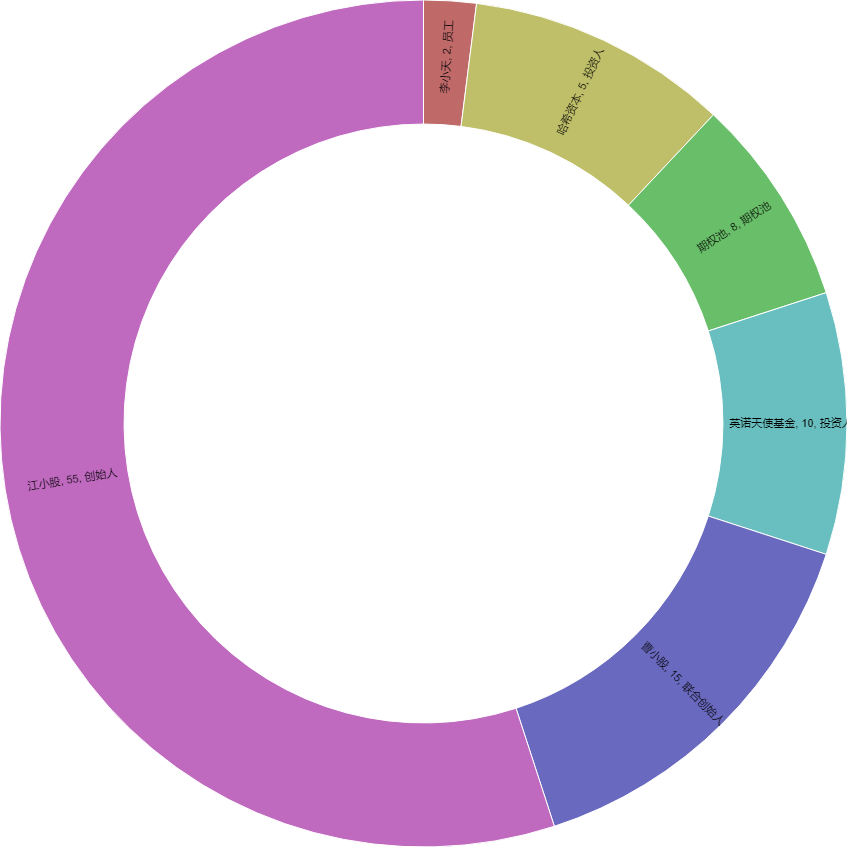 李小天, 2, 员工
哈希资本, 5, 投资人
期权池, 8, 期权池
英诺天使基金, 10, 投资人
曹小股, 15, 联合创始人
江小股, 55, 创始人